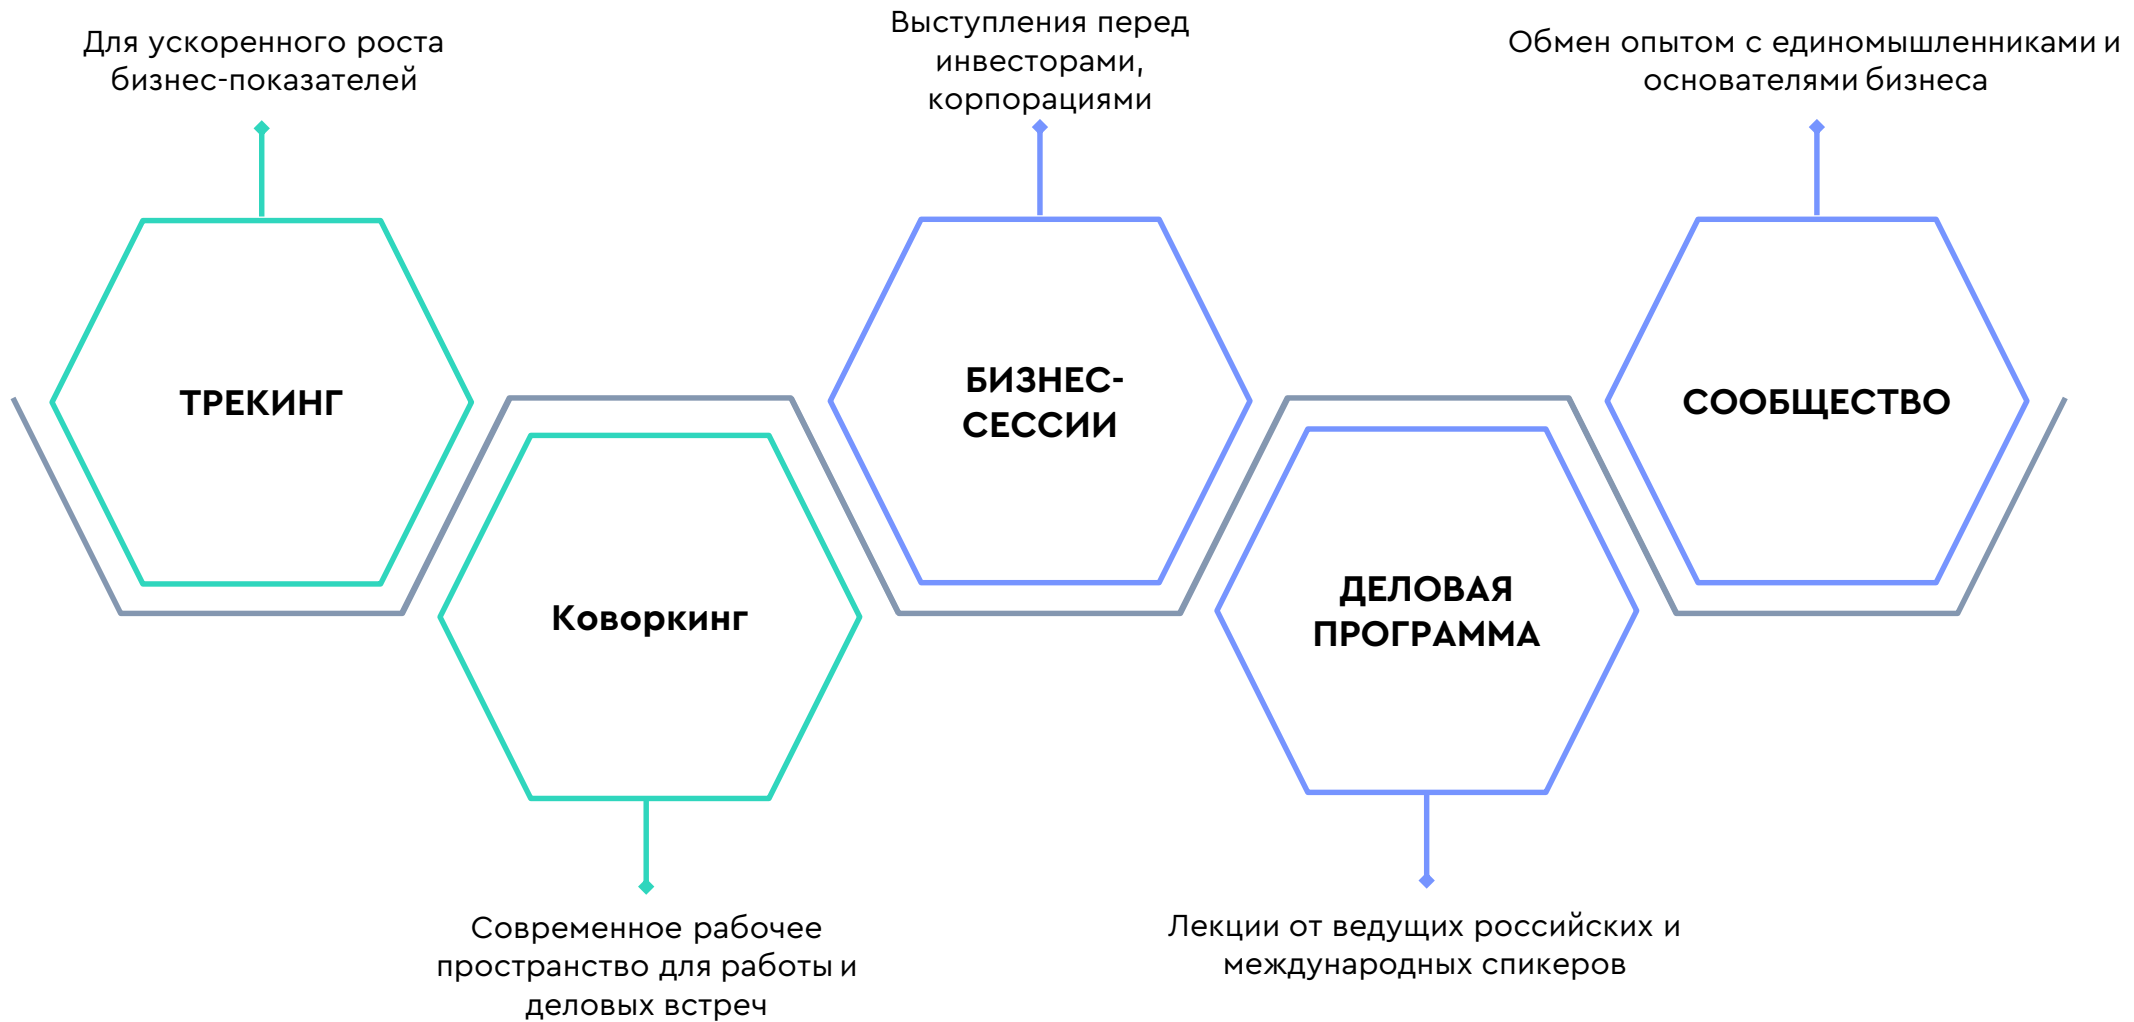 Для ускоренного роста
бизнес-показателей
ТРЕКИНГ
Коворкинг
Современное рабочее
пространство для работы и
деловых встреч
Выступления перед
инвесторами,
корпорациями
БИЗНЕС-
СЕССИИ
ДЕЛОВАЯ
ПРОГРАММА
Лекции от ведущих российских и
международных спикеров
Обмен опытом с единомышленниками и
основателями бизнеса
СООБЩЕСТВО